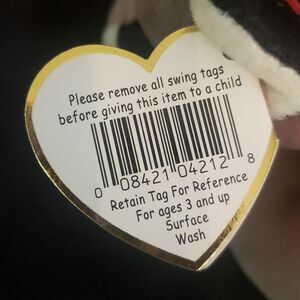 Please remove all swing tags
before giving this item to a child
0 08421 04212 8
Retain Tag For Reference
For ages 3 and up
Surface
Wash